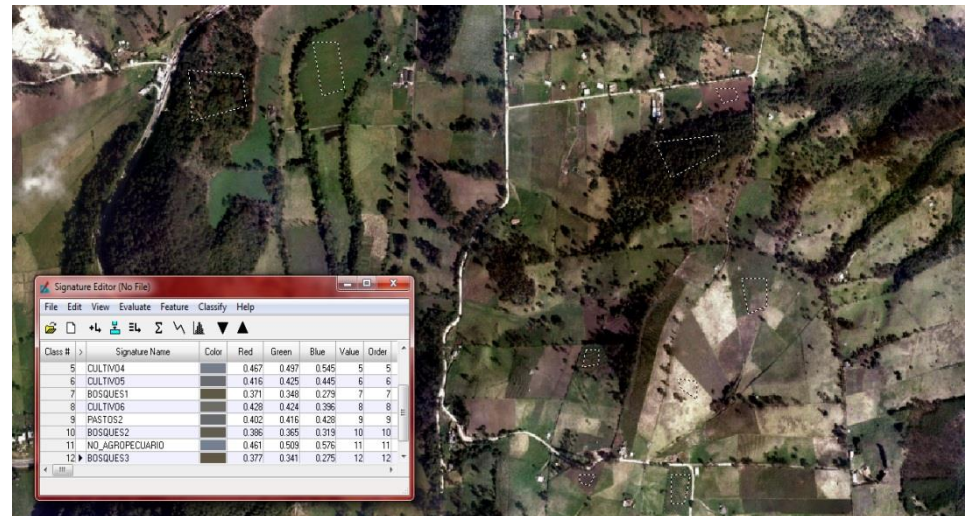 Signature Editor (No File)
File Edit View Evaluate Feature Classify Help
Class # > Signature Name Color Red Green Blue Value Order
5 CULTIVO4 0.467 0.497 0.545 5 5
6 CULTIVO5 0.416 0.425 0.445 6 6
7 BOSQUES1 0.371 0.348 0.279 7 7
8 CULTIVO6 0.428 0.424 0.396 8 8
9 PASTOS2 0.402 0.416 0.428 9 9
10 BOSQUES2 0.386 0.365 0.319 10 10
11 NO_AGROPECUARIO 0.461 0.509 0.576 11 11
12 BOSQUES3 0.377 0.341 0.275 12 12